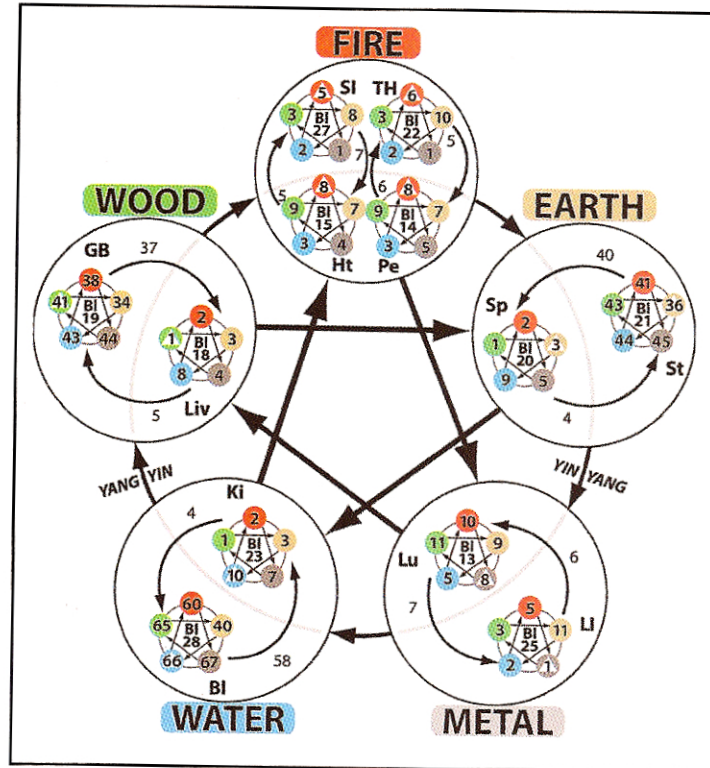 FIRE
SI TH
5 6
3 BI 27 8 3 BI 22 10
2 1 7 2 1 5
5 8 6 8
9 BI 15 7 9 BI 14 7
3 4 3 5
Ht Pe
WOOD
GB 37
38
41 BI 19 34
43 44
2
1 BI 18 3
8 4
5 Liv
EARTH
40
41
43 BI 21 36
44 45
St
Sp
2
1 BI 20 3
9 5
4
YANG YIN
YIN YANG
Ki
4 2
1 BI 23 3
10 7
60
65 BI 28 40
66 67 58
BI
WATER
Lu
10
11 BI 13 9
5 8
7 6
5
3 BI 25 11 LI
2 1
METAL